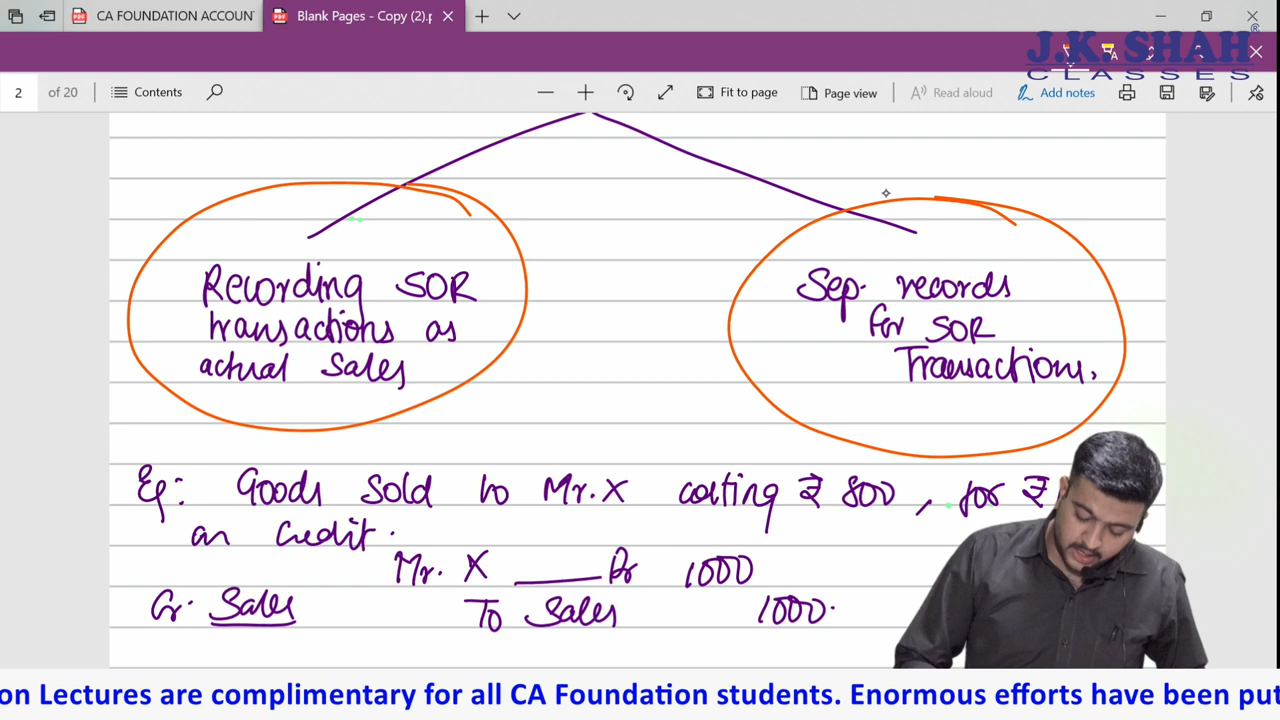 CA FOUNDATION ACCOUN
Blank Pages - Copy (2).p
J.K. SHAH®
CLASSES
2 of 20
Contents
Fit to page
Page view
Read aloud
Add notes
Recording SOR
transactions as
actual Sales
Sep. records
for SOR
Transactions.
Eg: Goods Sold to Mr. X costing ₹ 800, for ₹
on Credit.
Mr. X ____ Dr 1000
Cr. Sales To Sales 1000.
on Lectures are complimentary for all CA Foundation students. Enormous efforts have been put